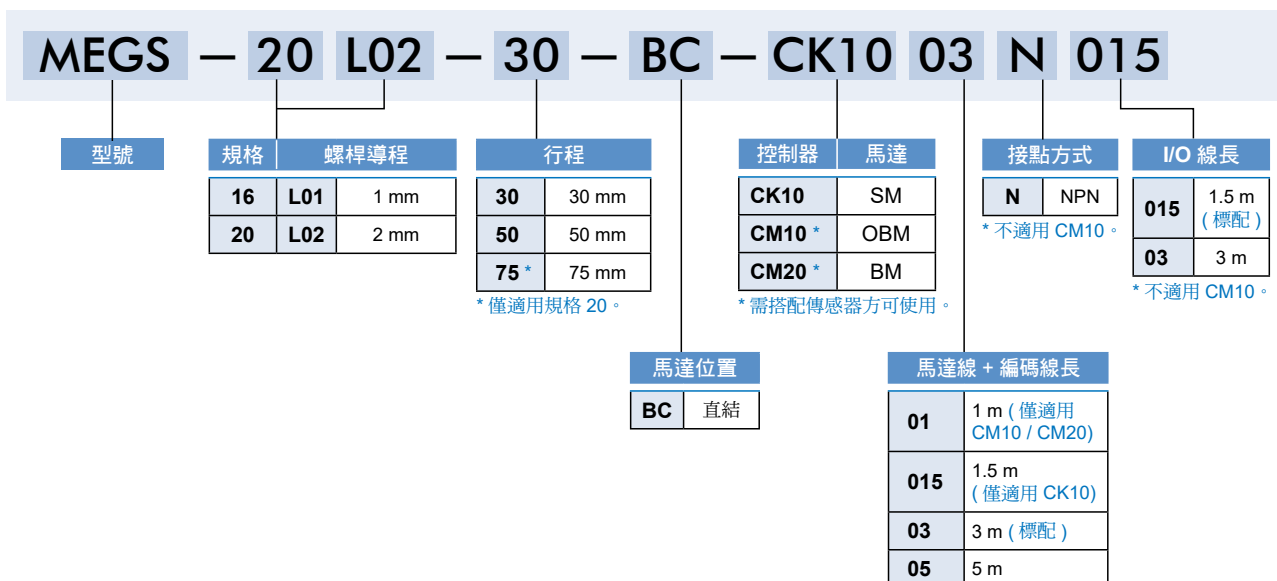 MEGS — 20 L02 — 30 — BC — CK10 03 N 015
型號
規格 螺桿導程
16 L01 1 mm
20 L02 2 mm
行程
30 30 mm
50 50 mm
75 * 75 mm
* 僅適用規格 20。
控制器 馬達
CK10 SM
CM10 * OBM
CM20 * BM
* 需搭配傳感器方可使用。
接點方式
N NPN
* 不適用 CM10。
I/O 線長
015 1.5 m
( 標配 )
03 3 m
* 不適用 CM10。
馬達位置
BC 直結
馬達線 + 編碼線長
01 1 m ( 僅適用
CM10 / CM20)
015 1.5 m
( 僅適用 CK10)
03 3 m ( 標配 )
05 5 m